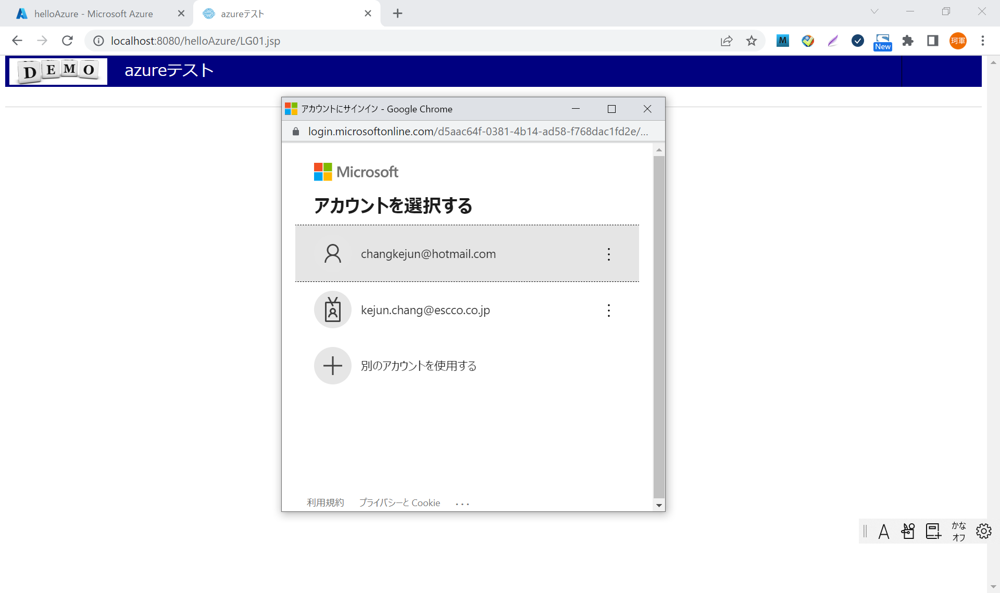 helloAzure - Microsoft Azure
azureテスト
localhost:8080/helloAzure/LG01.jsp
M
New
珂軍
DEMO
azureテスト
アカウントにサインイン - Google Chrome
login.microsoftonline.com/d5aac64f-0381-4b14-ad58-f768dac1fd2e/...
Microsoft
アカウントを選択する
changkejun@hotmail.com
kejun.chang@escco.co.jp
別のアカウントを使用する
利用規約 プライバシーと Cookie ...
A
かな
オフ